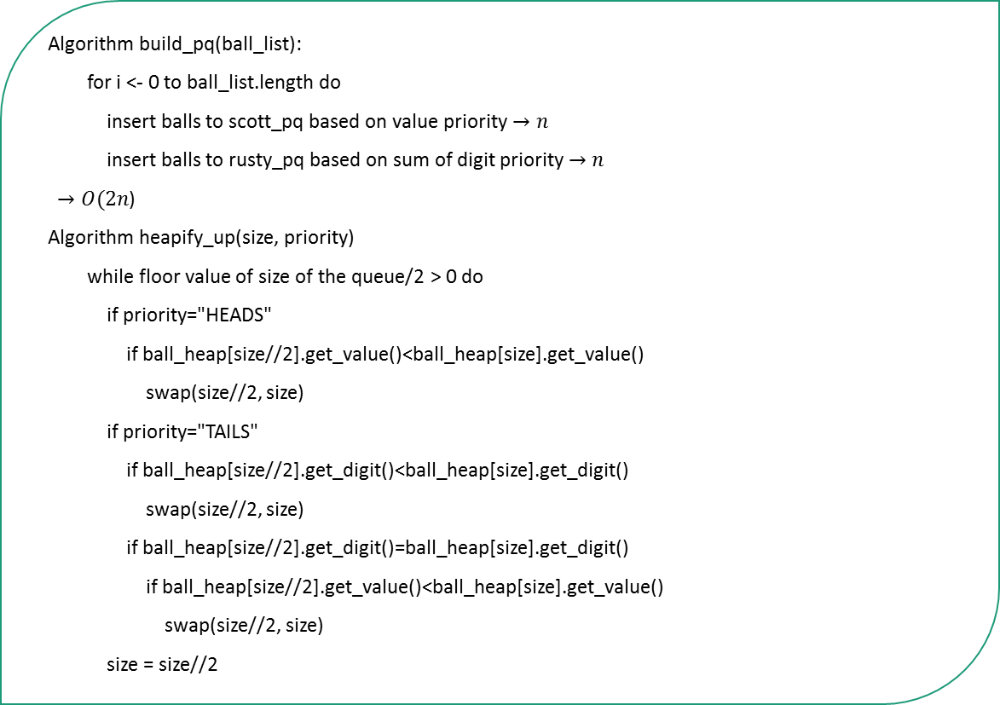 Algorithm build_pq(ball_list):
for i <- 0 to ball_list.length do
insert balls to scott_pq based on value priority → n
insert balls to rusty_pq based on sum of digit priority → n
→ O(2n)
Algorithm heapify_up(size, priority)
while floor value of size of the queue/2 > 0 do
if priority="HEADS"
if ball_heap[size//2].get_value()<ball_heap[size].get_value()
swap(size//2, size)
if priority="TAILS"
if ball_heap[size//2].get_digit()<ball_heap[size].get_digit()
swap(size//2, size)
if ball_heap[size//2].get_digit()=ball_heap[size].get_digit()
if ball_heap[size//2].get_value()<ball_heap[size].get_value()
swap(size//2, size)
size = size//2